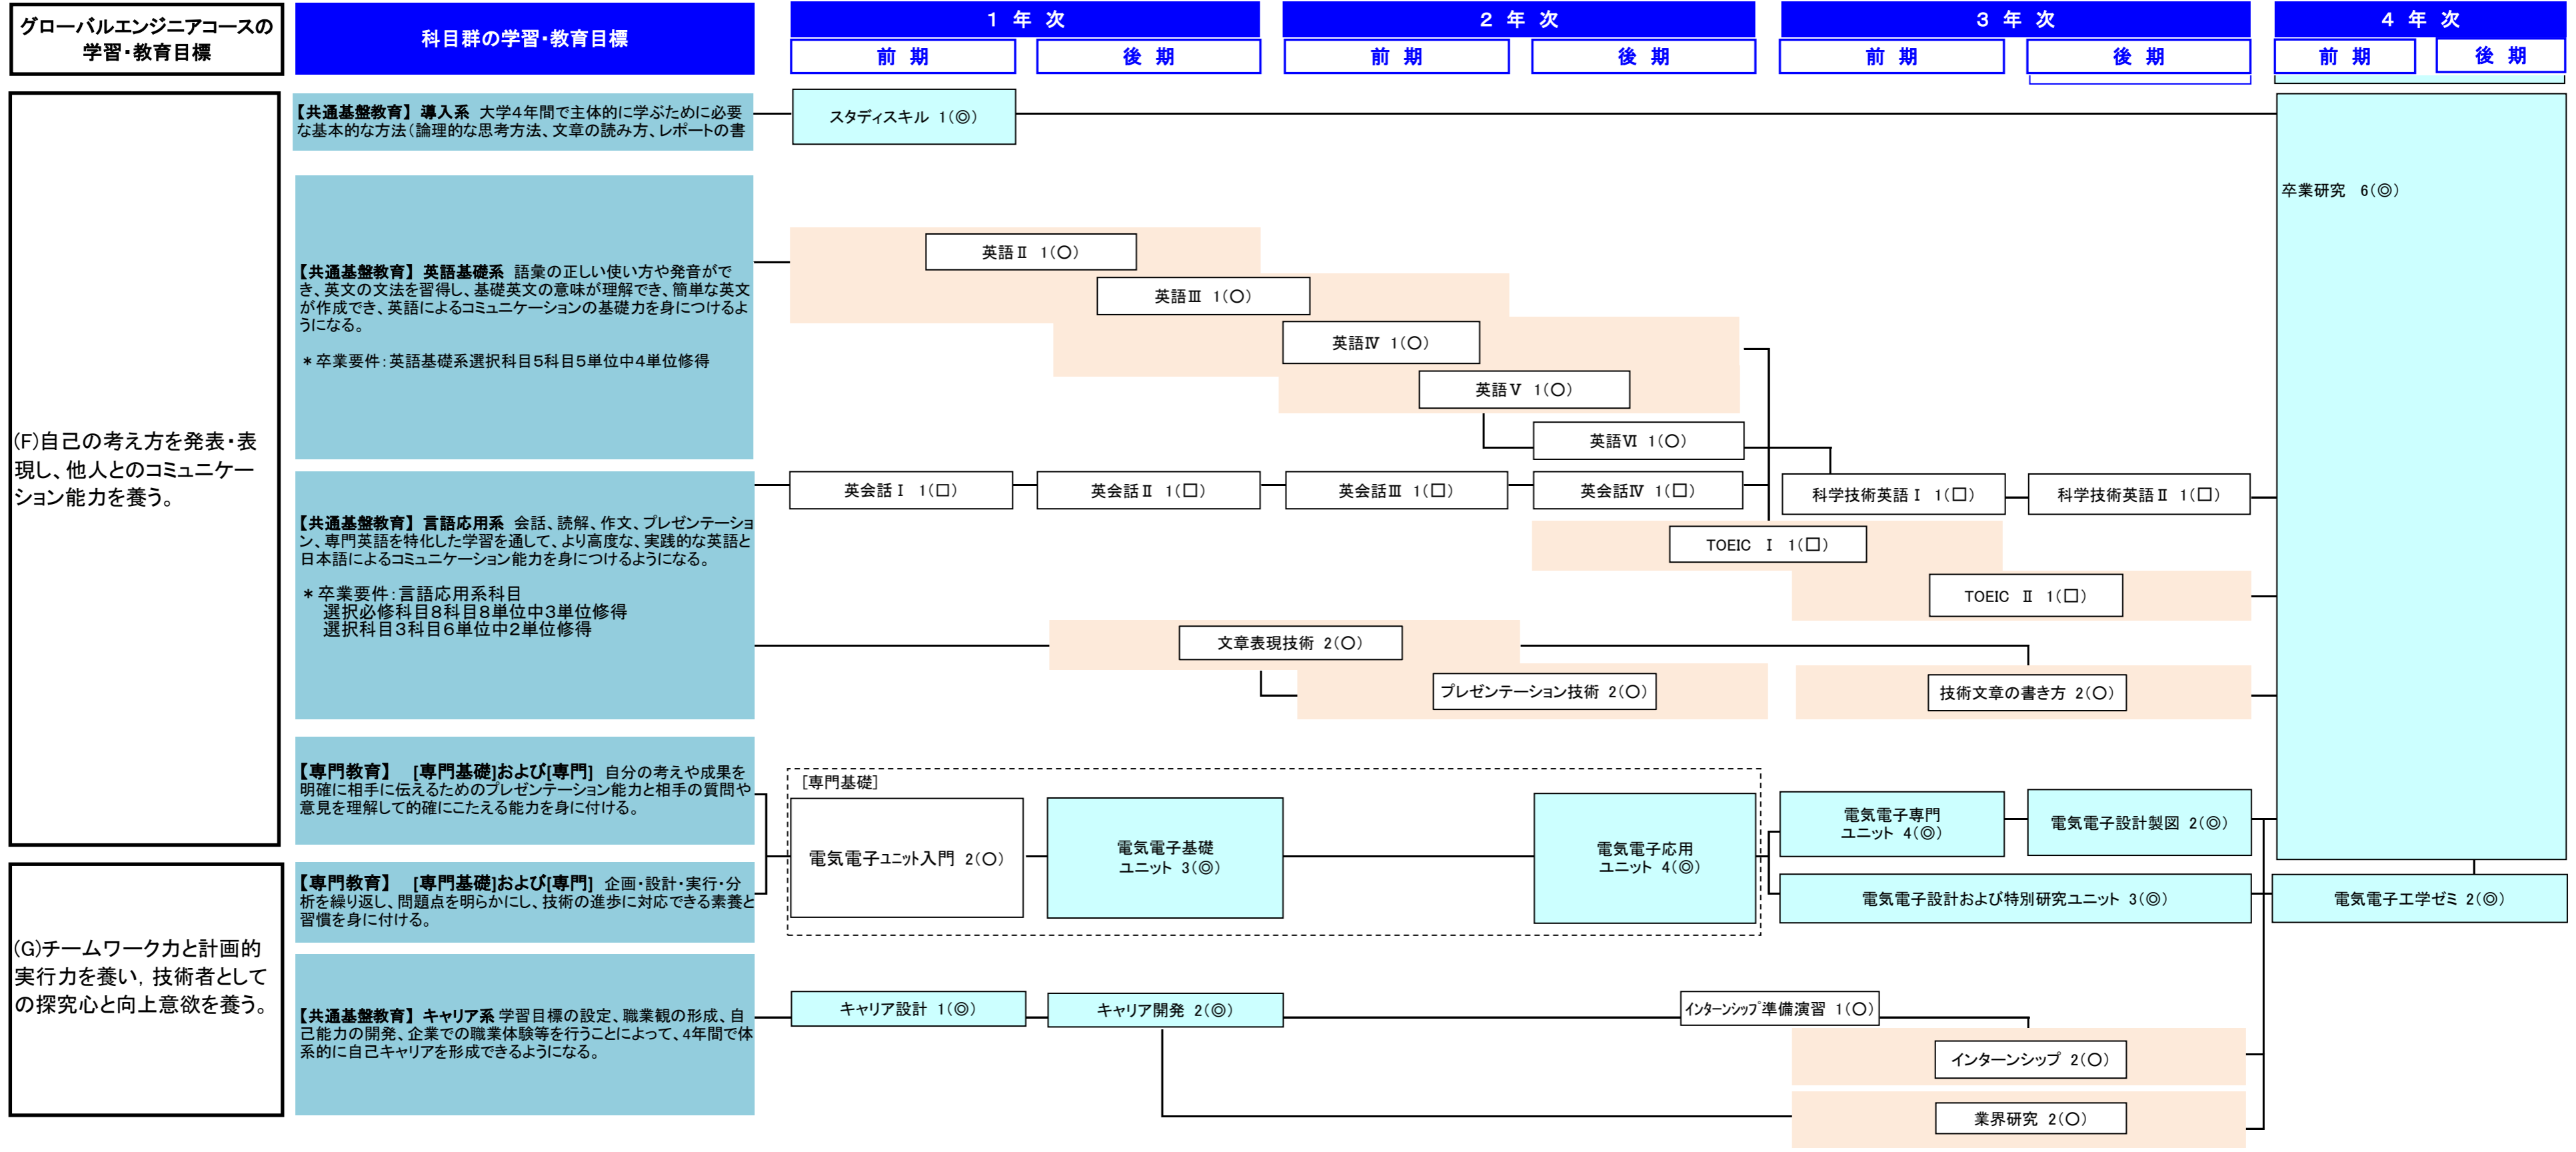 グローバルエンジニアコースの
学習・教育目標
科目群の学習・教育目標
１ 年 次
２ 年 次
３ 年 次
４ 年 次
前 期
後 期
前 期
後 期
前 期
後 期
前 期
後 期
(F)自己の考え方を発表・表
現し、他人とのコミュニケー
ション能力を養う。
(G)チームワーク力と計画的
実行力を養い，技術者として
の探究心と向上意欲を養う。
【共通基盤教育】 導入系 大学4年間で主体的に学ぶために必要
な基本的な方法（論理的な思考方法、文章の読み方、レポートの書
スタディスキル 1(◎)
卒業研究 6(◎)
【共通基盤教育】 英語基礎系 語彙の正しい使い方や発音がで
き、英文の文法を習得し、基礎英文の意味が理解でき、簡単な英文
が作成でき、英語によるコミュニケーションの基礎力を身につけるよ
うになる。
＊卒業要件：英語基礎系選択科目５科目５単位中４単位修得
英語Ⅱ 1(○)
英語Ⅲ 1(○)
英語Ⅳ 1(○)
英語Ⅴ 1(○)
英語Ⅵ 1(○)
【共通基盤教育】 言語応用系 会話、読解、作文、プレゼンテーショ
ン、専門英語を特化した学習を通して、より高度な、実践的な英語と
日本語によるコミュニケーション能力を身につけるようになる。
＊卒業要件：言語応用系科目
選択必修科目８科目８単位中３単位修得
選択科目３科目６単位中２単位修得
英会話Ⅰ 1(□)
英会話Ⅱ 1(□)
英会話Ⅲ 1(□)
英会話Ⅳ 1(□)
科学技術英語Ⅰ 1(□)
科学技術英語Ⅱ 1(□)
TOEIC Ⅰ 1(□)
TOEIC Ⅱ 1(□)
文章表現技術 2(○)
プレゼンテーション技術 2(○)
技術文章の書き方 2(○)
【専門教育】 [専門基礎]および[専門] 自分の考えや成果を
明確に相手に伝えるためのプレゼンテーション能力と相手の質問や
意見を理解して的確にこたえる能力を身に付ける。
【専門教育】 [専門基礎]および[専門] 企画・設計・実行・分
析を繰り返し、問題点を明らかにし、技術の進歩に対応できる素養と
習慣を身に付ける。
[専門基礎]
電気電子ユニット入門 2(○)
電気電子基礎
ユニット 3(◎)
電気電子応用
ユニット 4(◎)
電気電子専門
ユニット 4(◎)
電気電子設計製図 2(◎)
電気電子設計および特別研究ユニット 3(◎)
電気電子工学ゼミ 2(◎)
【共通基盤教育】 キャリア系 学習目標の設定、職業観の形成、自
己能力の開発、企業での職業体験等を行うことによって、4年間で体
系的に自己キャリアを形成できるようになる。
キャリア設計 1(◎)
キャリア開発 2(◎)
インターンシップ準備演習 1(○)
インターンシップ 2(○)
業界研究 2(○)